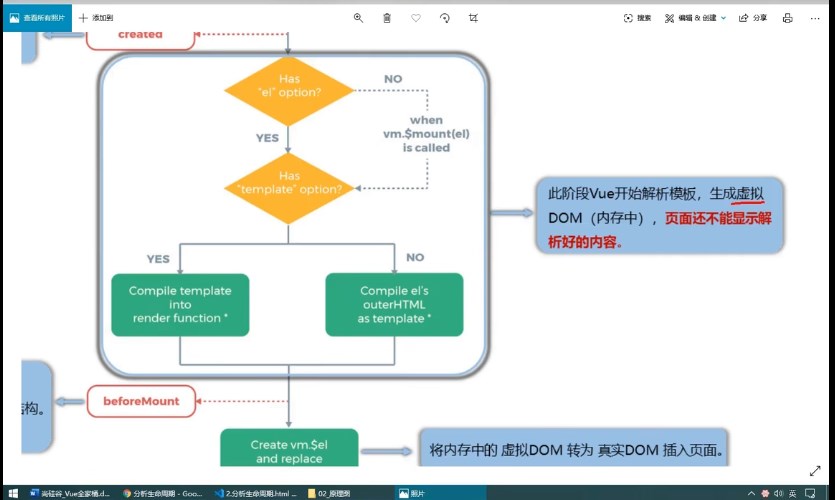 查看所有照片
添加到
搜索
编辑 & 创建
分享
created
Has
"el" option?
NO
when
vm.$mount(el)
is called
YES
Has
"template" option?
此阶段Vue开始解析模板，生成虚拟
DOM（内存中），页面还不能显示解
析好的内容。
YES
NO
Compile template
into
render function *
Compile el's
outerHTML
as template *
beforeMount
结构。
Create vm.$el
and replace
将内存中的 虚拟DOM 转为 真实DOM 插入页面。
尚硅谷_Vue全家桶.d...
分析生命周期 - Goo...
2.分析生命周期.html ...
02_原理图
照片
英